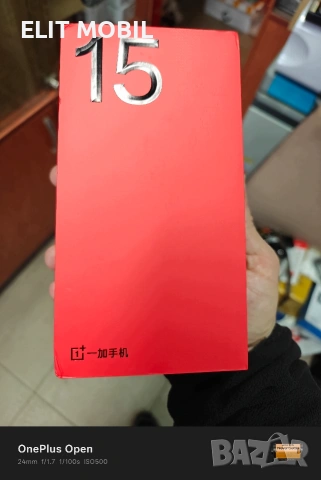 ELIT MOBIL
15
1+ 一加手机
OnePlus Open
24mm f/1.7 1/100s ISO500
BAZAR